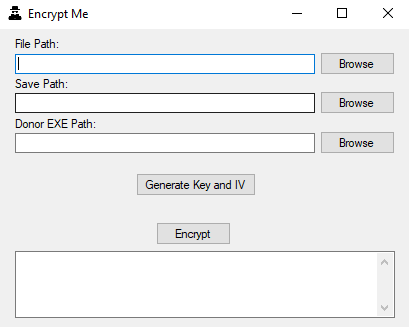 Encrypt Me
File Path:
Browse
Save Path:
Browse
Donor EXE Path:
Browse
Generate Key and IV
Encrypt